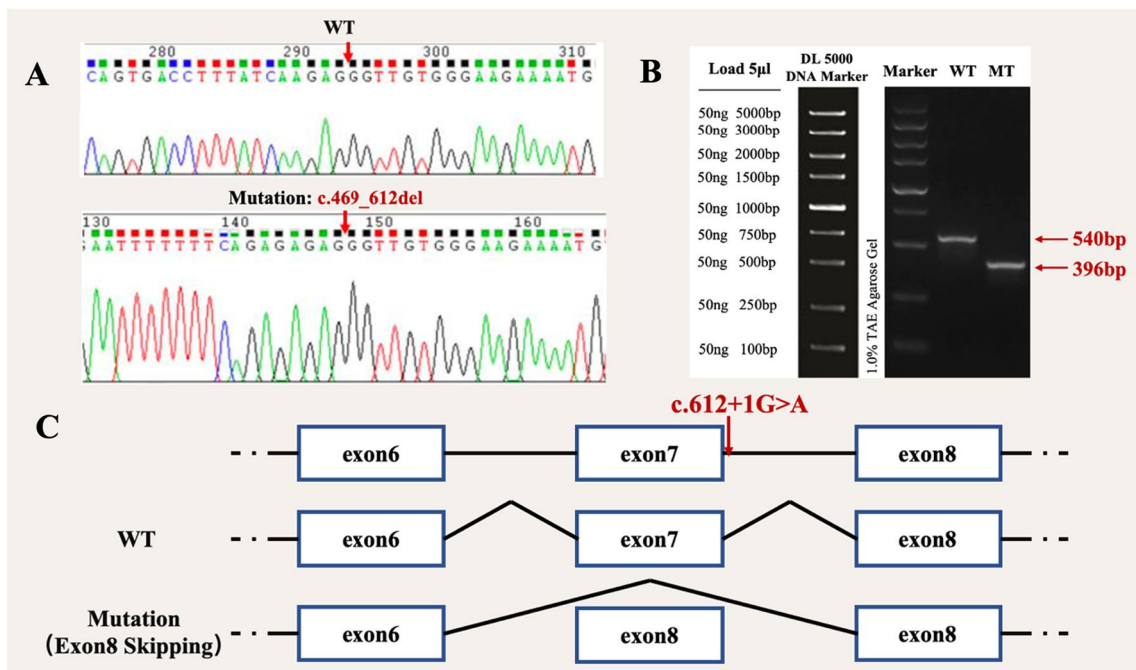 A
WT
280 290 300 310
CAGTGACCTTTATCAAGAGGGTTGTGGGAAGAAAATG
Mutation: c.469_612del
130 140 150 160
AATTTTTTTCAGAGAGAGGGTTGTGGGAAGAAAATG
B
Load 5μl
DL 5000
DNA Marker
50ng 5000bp
50ng 3000bp
50ng 2000bp
50ng 1500bp
50ng 1000bp
50ng 750bp
50ng 500bp
50ng 250bp
50ng 100bp
1.0% TAE Agarose Gel
Marker WT MT
540bp
396bp
C
c.612+1G>A
exon6 exon7 exon8
WT
exon6 exon7 exon8
Mutation
(Exon8 Skipping)
exon6 exon8 exon8